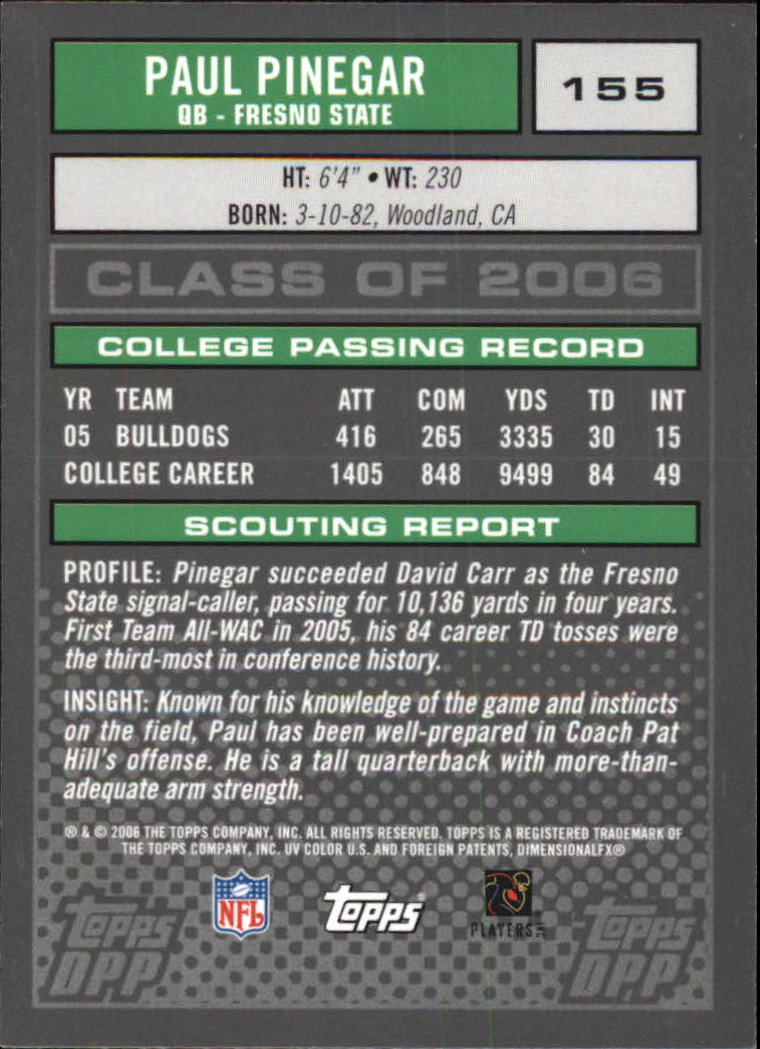 PAUL PINEGAR
QB - FRESNO STATE
155
HT: 6'4" • WT: 230
BORN: 3-10-82, Woodland, CA
CLASS OF 2006
COLLEGE PASSING RECORD
YR TEAM ATT COM YDS TD INT
05 BULLDOGS 416 265 3335 30 15
COLLEGE CAREER 1405 848 9499 84 49
SCOUTING REPORT
PROFILE: Pinegar succeeded David Carr as the Fresno
State signal-caller, passing for 10,136 yards in four years.
First Team All-WAC in 2005, his 84 career TD tosses were
the third-most in conference history.
INSIGHT: Known for his knowledge of the game and instincts
on the field, Paul has been well-prepared in Coach Pat
Hill's offense. He is a tall quarterback with more-than-
adequate arm strength.
® & © 2006 THE TOPPS COMPANY, INC. ALL RIGHTS RESERVED. TOPPS IS A REGISTERED TRADEMARK OF
THE TOPPS COMPANY, INC. UV COLOR U.S. AND FOREIGN PATENTS, DIMENSIONALFX®
NFL
Topps
PLAYERS
Topps
DPP
Topps
DPP